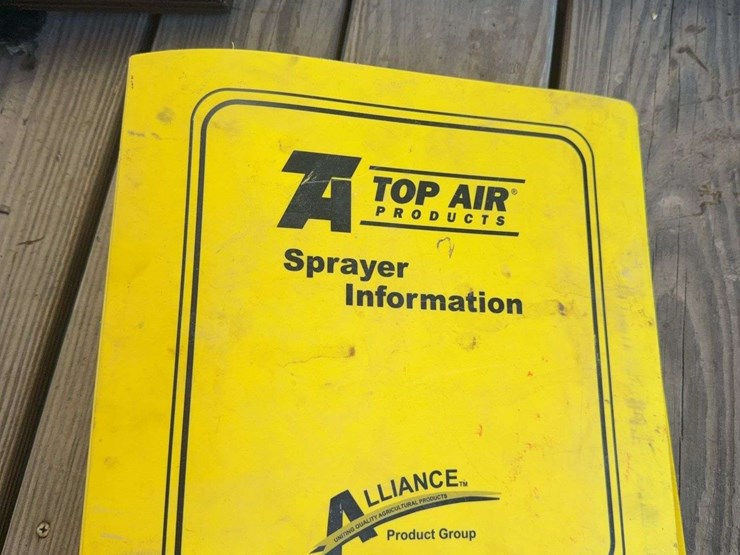 TA
TOP AIR®
PRODUCTS
Sprayer
Information
ALLIANCE™
UNITING QUALITY AGRICULTURAL PRODUCTS
Product Group